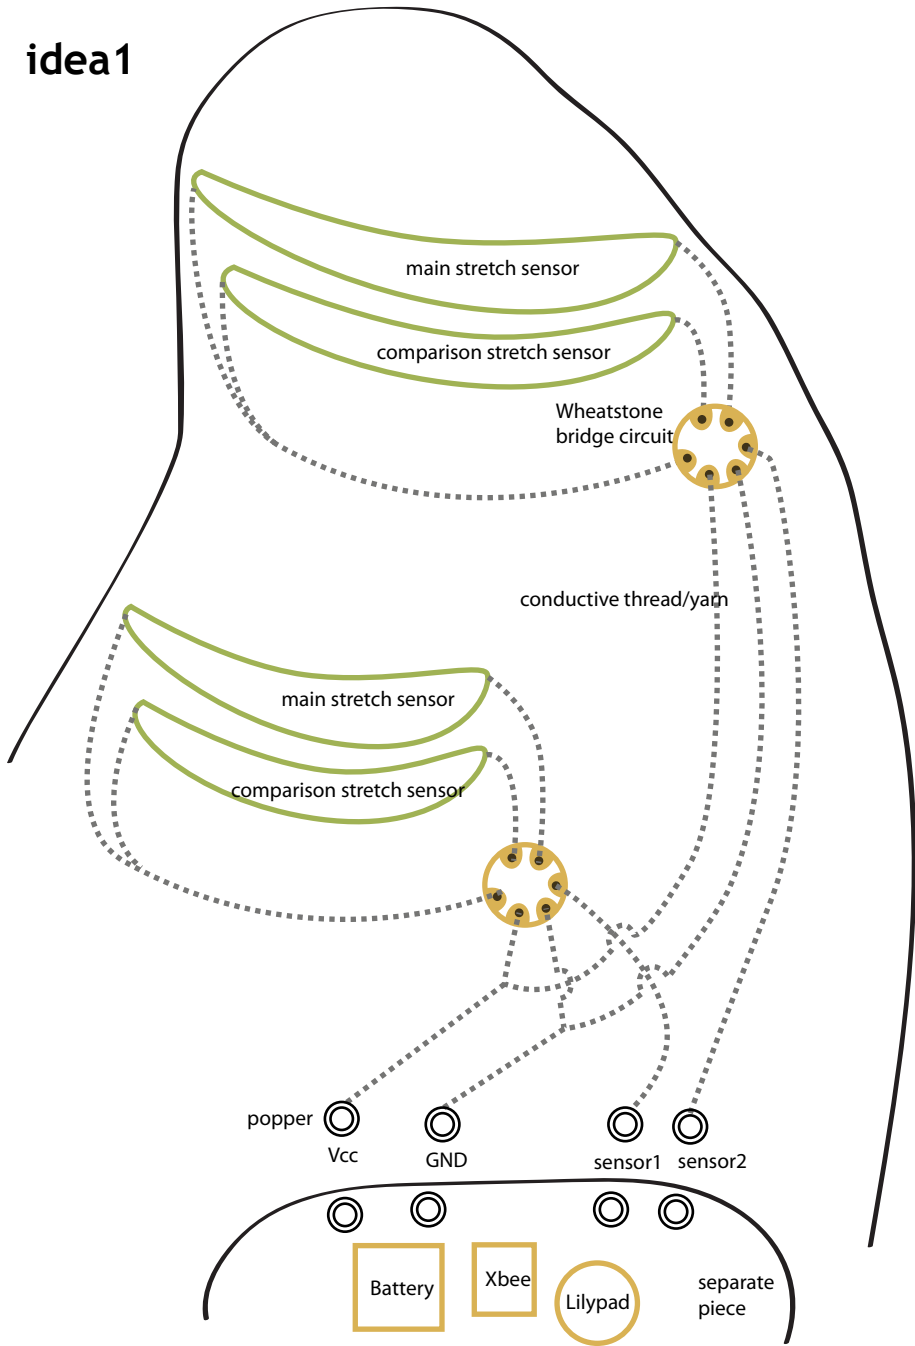 idea1
main stretch sensor
comparison stretch sensor
Wheatstone
bridge circuit
conductive thread/yarn
main stretch sensor
comparison stretch sensor
popper
Vcc
GND
sensor1
sensor2
Battery
Xbee
Lilypad
separate
piece